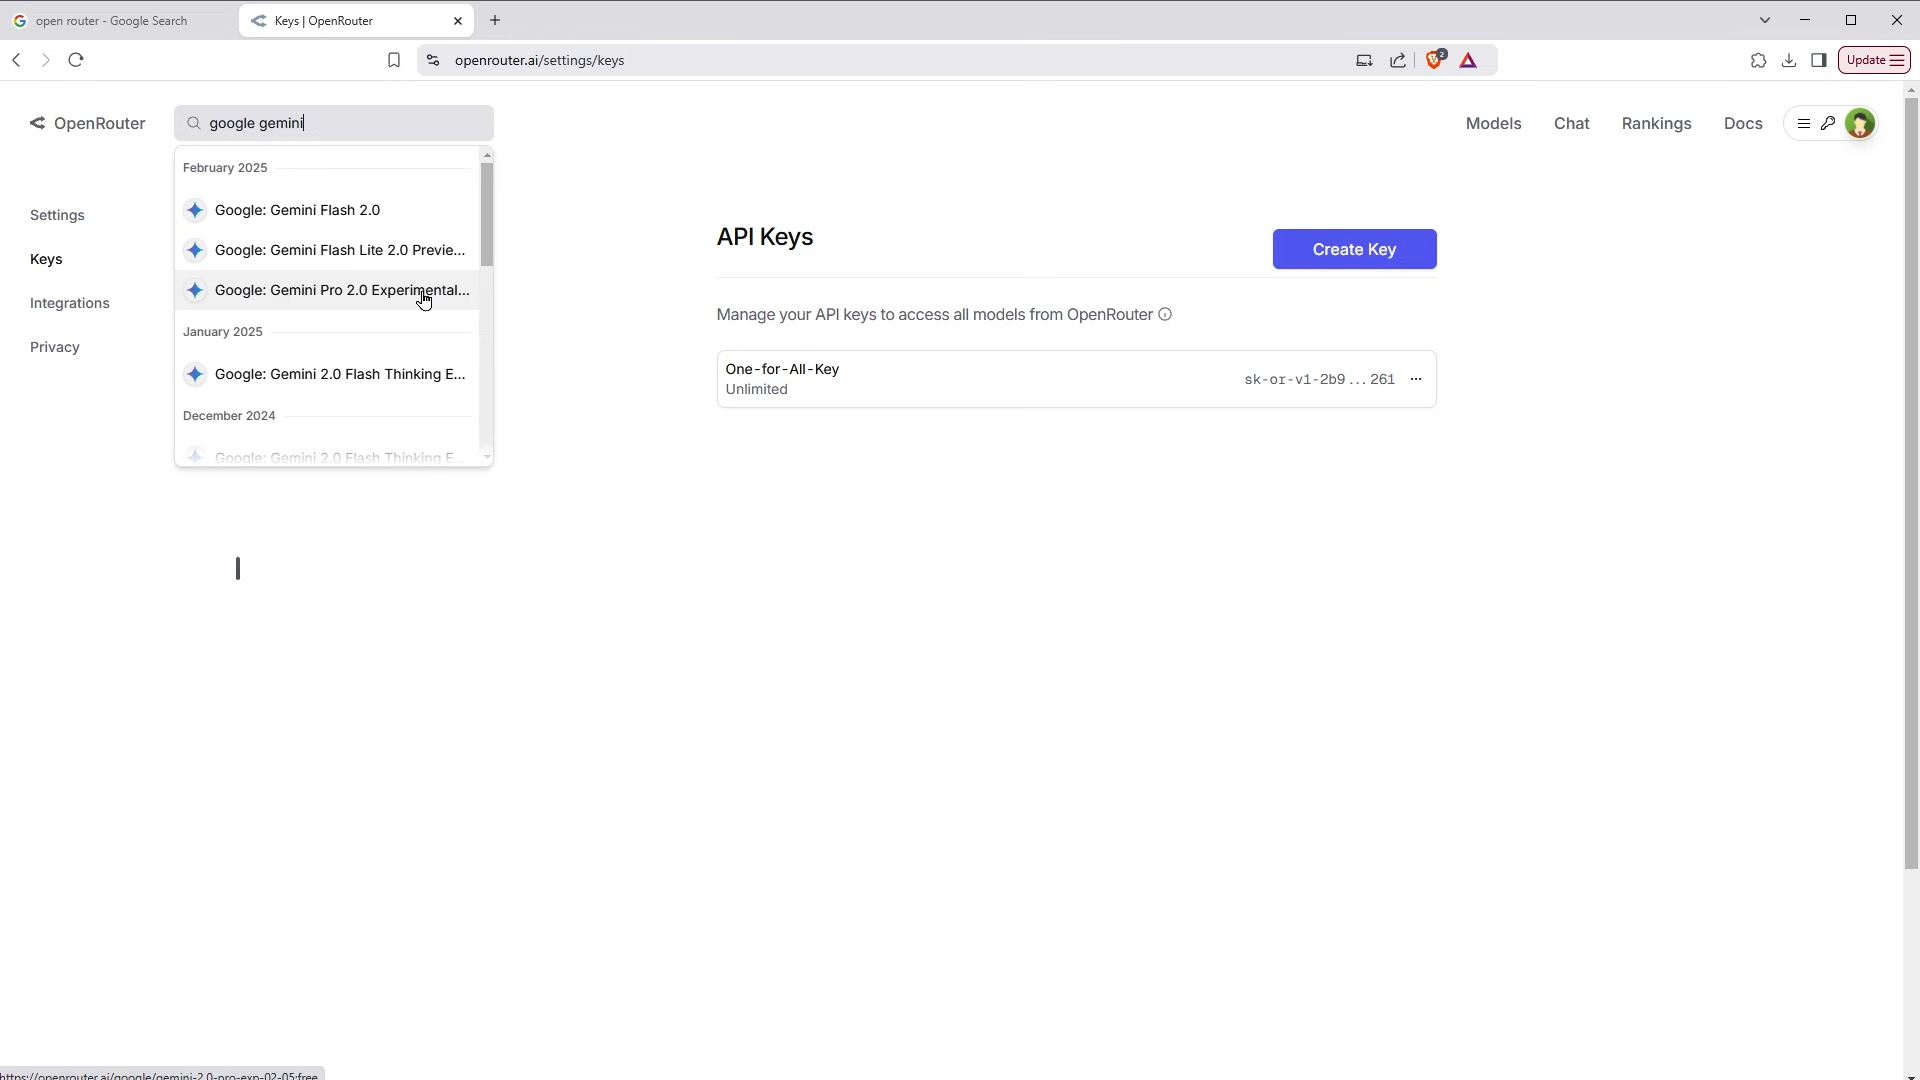 open router - Google Search
Keys | OpenRouter
openrouter.ai/settings/keys
2
Update
OpenRouter
google gemini
Models
Chat
Rankings
Docs
February 2025
Google: Gemini Flash 2.0
Google: Gemini Flash Lite 2.0 Previe...
Google: Gemini Pro 2.0 Experimental...
January 2025
Google: Gemini 2.0 Flash Thinking E...
December 2024
Google: Gemini 2.0 Flash Thinking E...
Settings
Keys
Integrations
Privacy
API Keys
Create Key
Manage your API keys to access all models from OpenRouter
One-for-All-Key
Unlimited
sk-or-v1-2b9...261
https://openrouter.ai/google/gemini-2.0-pro-exp-02-05:free